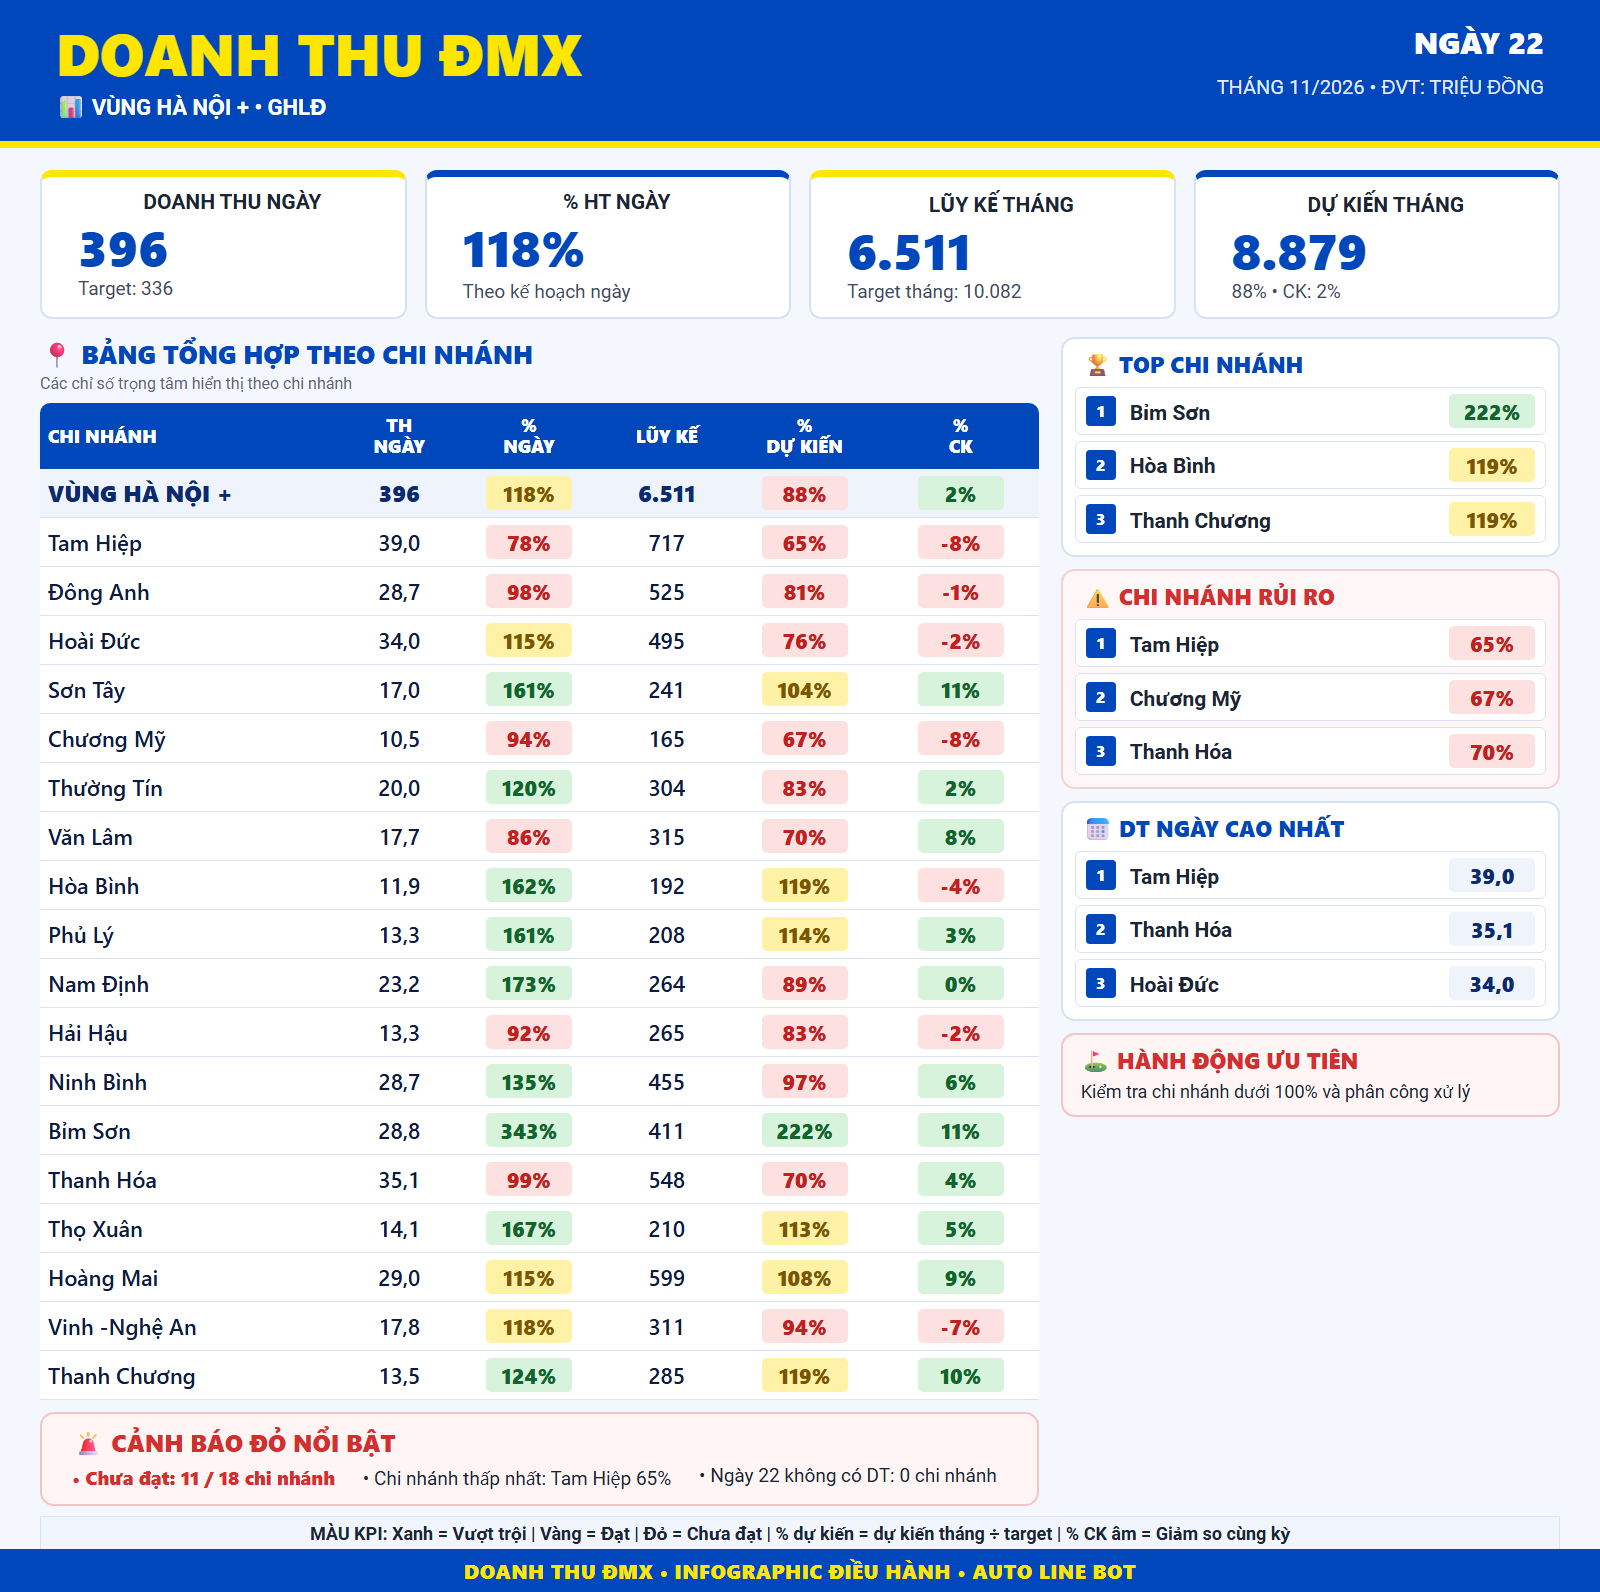 DOANH THU ĐMX
VÙNG HÀ NỘI + • GHLĐ
NGÀY 22
THÁNG 11/2026 • ĐVT: TRIỆU ĐỒNG
DOANH THU NGÀY
396
Target: 336
% HT NGÀY
118%
Theo kế hoạch ngày
LŨY KẾ THÁNG
6.511
Target tháng: 10.082
DỰ KIẾN THÁNG
8.879
88% • CK: 2%
BẢNG TỔNG HỢP THEO CHI NHÁNH
Các chỉ số trọng tâm hiển thị theo chi nhánh
CHI NHÁNH TH NGÀY % NGÀY LŨY KẾ % DỰ KIẾN % CK
VÙNG HÀ NỘI + 396 118% 6.511 88% 2%
Tam Hiệp 39,0 78% 717 65% -8%
Đông Anh 28,7 98% 525 81% -1%
Hoài Đức 34,0 115% 495 76% -2%
Sơn Tây 17,0 161% 241 104% 11%
Chương Mỹ 10,5 94% 165 67% -8%
Thường Tín 20,0 120% 304 83% 2%
Văn Lâm 17,7 86% 315 70% 8%
Hòa Bình 11,9 162% 192 119% -4%
Phủ Lý 13,3 161% 208 114% 3%
Nam Định 23,2 173% 264 89% 0%
Hải Hậu 13,3 92% 265 83% -2%
Ninh Bình 28,7 135% 455 97% 6%
Bỉm Sơn 28,8 343% 411 222% 11%
Thanh Hóa 35,1 99% 548 70% 4%
Thọ Xuân 14,1 167% 210 113% 5%
Hoàng Mai 29,0 115% 599 108% 9%
Vinh -Nghệ An 17,8 118% 311 94% -7%
Thanh Chương 13,5 124% 285 119% 10%
TOP CHI NHÁNH
1 Bỉm Sơn 222%
2 Hòa Bình 119%
3 Thanh Chương 119%
CHI NHÁNH RỦI RO
1 Tam Hiệp 65%
2 Chương Mỹ 67%
3 Thanh Hóa 70%
DT NGÀY CAO NHẤT
1 Tam Hiệp 39,0
2 Thanh Hóa 35,1
3 Hoài Đức 34,0
HÀNH ĐỘNG ƯU TIÊN
Kiểm tra chi nhánh dưới 100% và phân công xử lý
CẢNH BÁO ĐỎ NỔI BẬT
• Chưa đạt: 11 / 18 chi nhánh • Chi nhánh thấp nhất: Tam Hiệp 65% • Ngày 22 không có DT: 0 chi nhánh
MÀU KPI: Xanh = Vượt trội | Vàng = Đạt | Đỏ = Chưa đạt | % dự kiến = dự kiến tháng ÷ target | % CK âm = Giảm so cùng kỳ
DOANH THU ĐMX • INFOGRAPHIC ĐIỀU HÀNH • AUTO LINE BOT